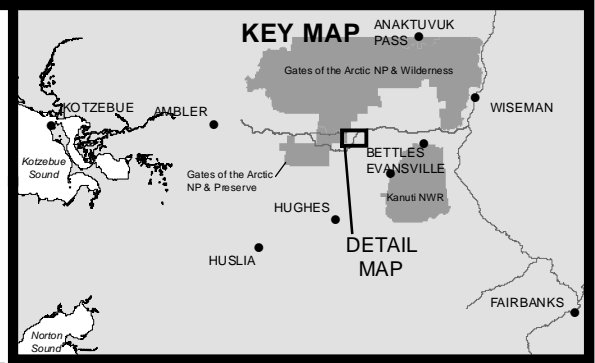 KEY MAP
ANAKTUVUK
PASS
Gates of the Arctic NP & Wilderness
WISEMAN
KOTZEBUE
AMBLER
Kotzebue
Sound
BETTLES
EVANSVILLE
Gates of the Arctic
NP & Preserve
Kanuti NWR
HUGHES
DETAIL
MAP
HUSLIA
FAIRBANKS
Norton
Sound